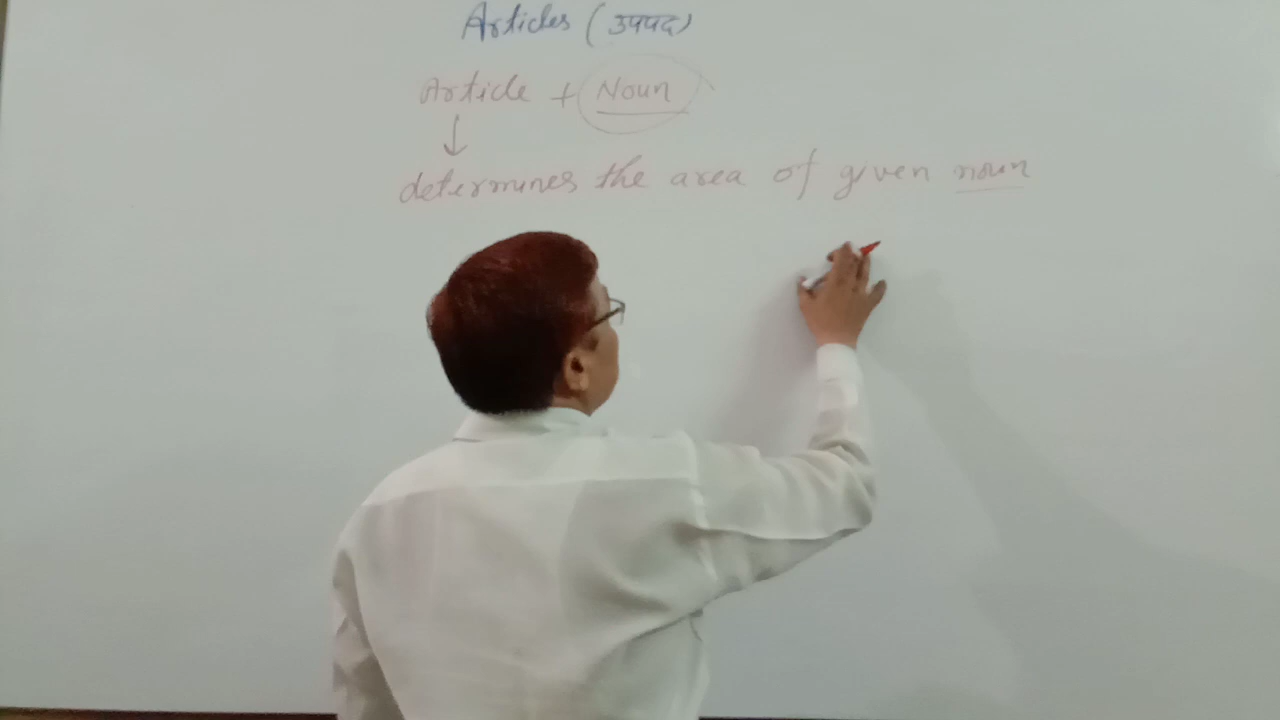 Articles (उपपद)
Article + Noun
↓
determines the area of given noun